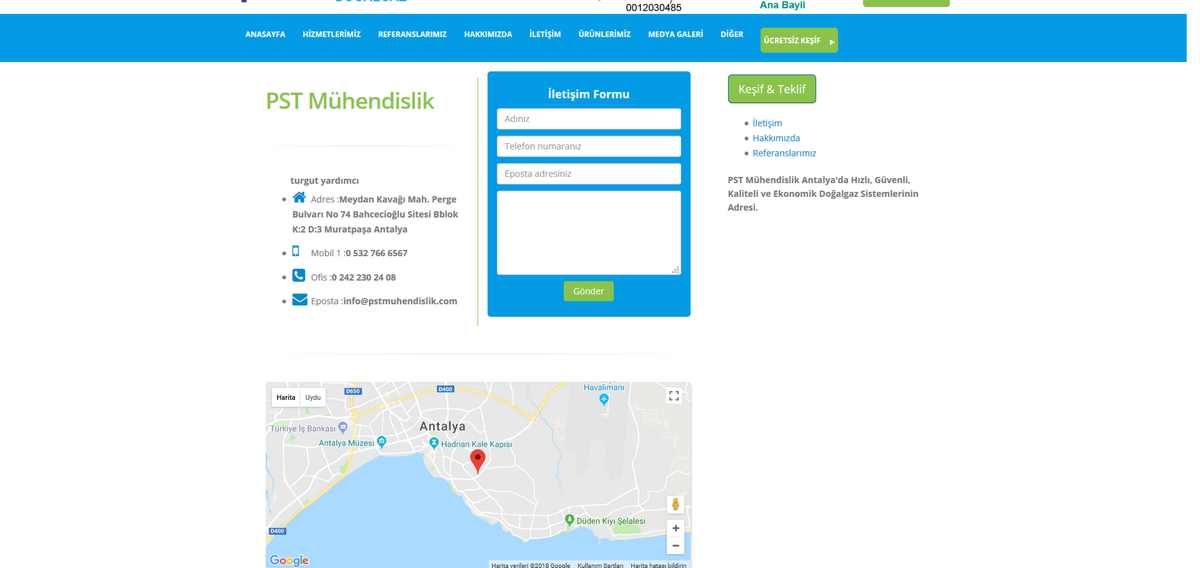 0012030485
Ana Bayii
ANASAYFA HİZMETLERİMİZ REFERANSLARIMIZ HAKKIMIZDA İLETİŞİM ÜRÜNLERİMİZ MEDYA GALERİ DİĞER ÜCRETSİZ KEŞİF
PST Mühendislik
turgut yardımcı
Adres :Meydan Kavağı Mah. Perge
Bulvarı No 74 Bahcecioğlu Sitesi Bblok
K:2 D:3 Muratpaşa Antalya
Mobil 1 :0 532 766 6567
Ofis :0 242 230 24 08
Eposta :info@pstmuhendislik.com
İletişim Formu
Adınız
Telefon numaranız
Eposta adresiniz
Gönder
Keşif & Teklif
İletişim
Hakkımızda
Referanslarımız
PST Mühendislik Antalya'da Hızlı, Güvenli,
Kaliteli ve Ekonomik Doğalgaz Sistemlerinin
Adresi.
Harita Uydu
D650
D400
Havalimanı
Türkiye İş Bankası
Antalya
Antalya Müzesi
Hadrian Kale Kapısı
Düden Kıyı Şelalesi
D400
Google
Harita verileri ©2018 Google Kullanım Şartları Harita hatası bildirin